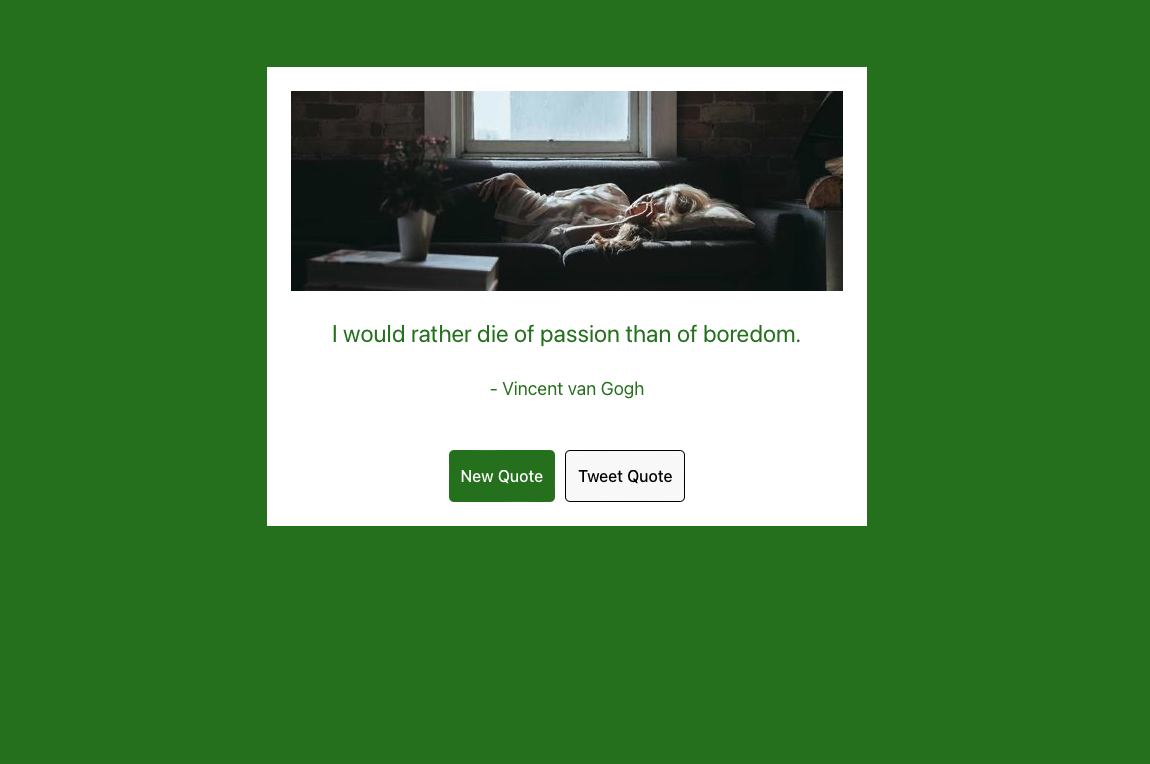 I would rather die of passion than of boredom.
- Vincent van Gogh
New Quote
Tweet Quote